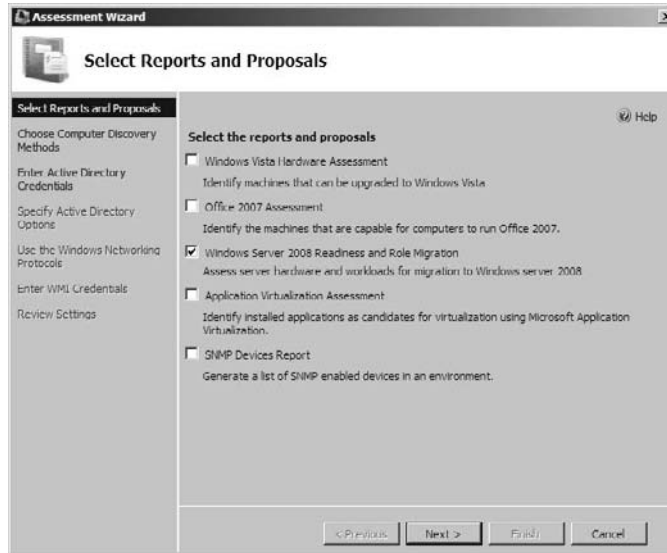 Assessment Wizard
Select Reports and Proposals
Select Reports and Proposals
Choose Computer Discovery
Methods
Enter Active Directory
Credentials
Specify Active Directory
Options
Use the Windows Networking
Protocols
Enter WMI Credentials
Review Settings
Help
Select the reports and proposals
Windows Vista Hardware Assessment
Identify machines that can be upgraded to Windows Vista
Office 2007 Assessment
Identify the machines that are capable for computers to run Office 2007.
Windows Server 2008 Readiness and Role Migration
Assess server hardware and workloads for migration to Windows server 2008
Application Virtualization Assessment
Identify installed applications as candidates for virtualization using Microsoft Application
Virtualization.
SNMP Devices Report
Generate a list of SNMP enabled devices in an environment.
< Previous
Next >
Finish
Cancel